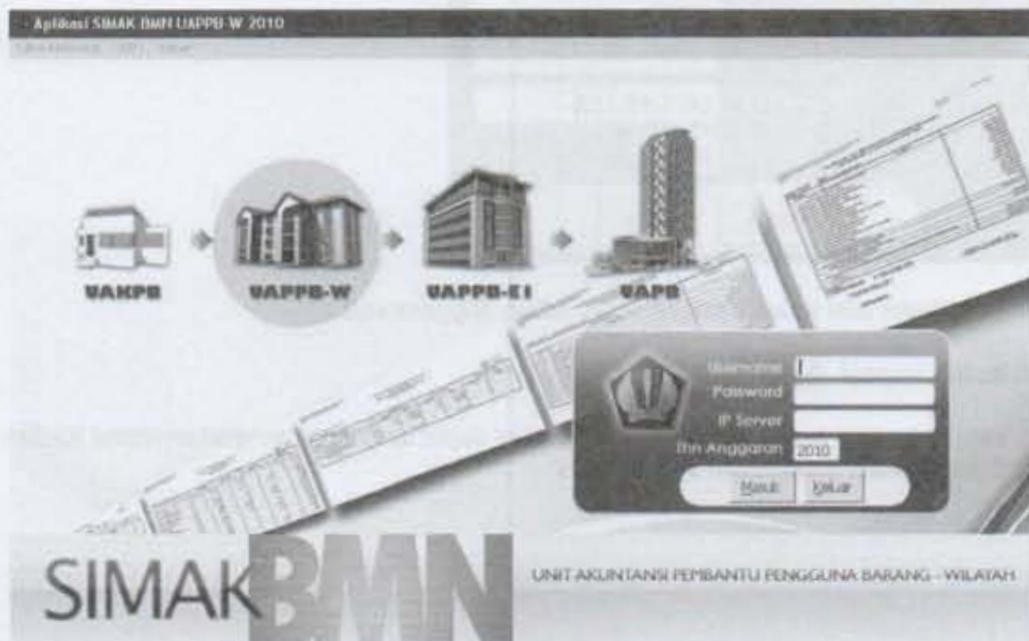 Aplikasi SIMAK BMN UAPPB-W 2010
UAKPB
UAPPB-W
UAPPB-E1
UAPB
Username
Password
IP Server
Thn Anggaran 2010
Masuk Keluar
SIMAK BMN
UNIT AKUNTANSI PEMBANTU PENGGUNA BARANG - WILAYAH